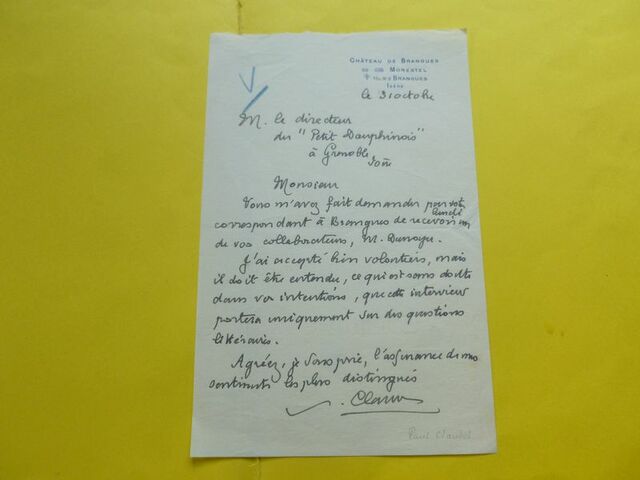 CHÂTEAU DE BRANGUES
MORESTEL
BRANGUES
ISÈRE
le 31 octobre
M. le directeur
du "Petit Dauphinois"
à Grenoble
Monsieur
Vous m'avez fait demander par votre
correspondant à Brangues de recevoir lundi un
de vos collaborateurs, M.
J'ai accepté bien volontiers, mais
il doit être entendu, ce qui est sans doute
dans vos intentions, que cette interview
portera uniquement sur des questions
littéraires.
Agréez, je vous prie, l'assurance de mes
sentiments les plus distingués
Paul Claudel